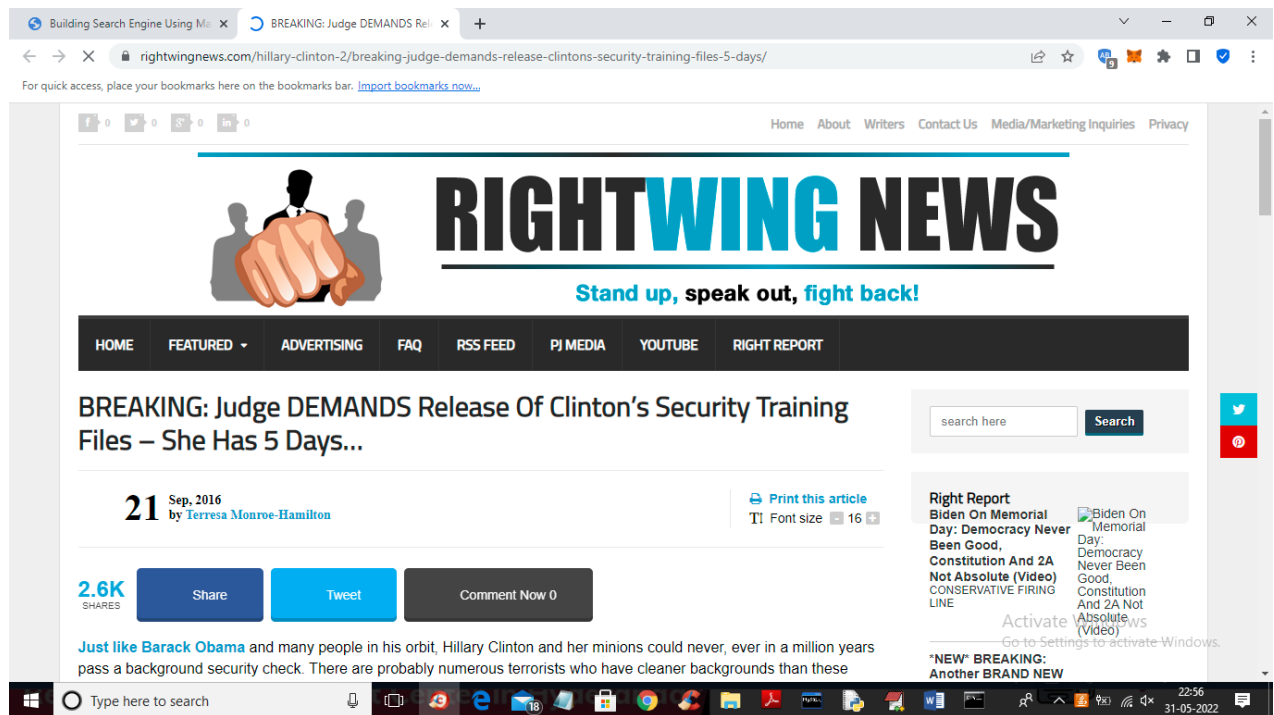 Building Search Engine Using Ma
BREAKING: Judge DEMANDS Rel
rightwingnews.com/hillary-clinton-2/breaking-judge-demands-release-clintons-security-training-files-5-days/
9
For quick access, place your bookmarks here on the bookmarks bar. Import bookmarks now...
f 0 0 0 in 0
Home About Writers Contact Us Media/Marketing Inquiries Privacy
RIGHTWING NEWS
Stand up, speak out, fight back!
HOME FEATURED ADVERTISING FAQ RSS FEED PJ MEDIA YOUTUBE RIGHT REPORT
BREAKING: Judge DEMANDS Release Of Clinton's Security Training
Files – She Has 5 Days...
21 Sep, 2016
by Terresa Monroe-Hamilton
Print this article
Font size - 16 +
2.6K
SHARES
Share
Tweet
Comment Now 0
Just like Barack Obama and many people in his orbit, Hillary Clinton and her minions could never, ever in a million years
pass a background security check. There are probably numerous terrorists who have cleaner backgrounds than these
search here Search
Right Report
Biden On Memorial
Day: Democracy Never
Been Good,
Constitution And 2A
Not Absolute (Video)
CONSERVATIVE FIRING
LINE
Biden On
Memorial
Day:
Democracy
Never Been
Good,
Constitution
And 2A Not
Absolute
(Video)
*NEW* BREAKING:
Another BRAND NEW
Activate Windows
Go to Settings to activate Windows.
Type here to search
18
22:56
31-05-2022